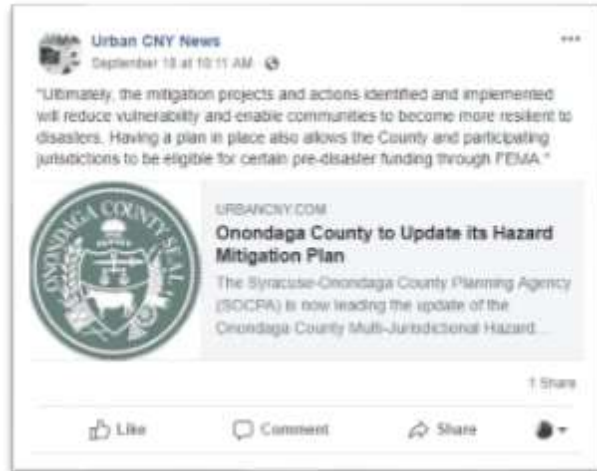 Urban CNY News
September 18 at 10:11 AM
"Ultimately, the mitigation projects and actions identified and implemented
will reduce vulnerability and enable communities to become more resilient to
disasters. Having a plan in place also allows the County and participating
jurisdictions to be eligible for certain pre-disaster funding through FEMA."
ONONDAGA COUNTY SEAL
URBANCNY.COM
Onondaga County to Update its Hazard
Mitigation Plan
The Syracuse-Onondaga County Planning Agency
(SOCPA) is now leading the update of the
Onondaga County Multi-Jurisdictional Hazard...
1 Share
Like Comment Share